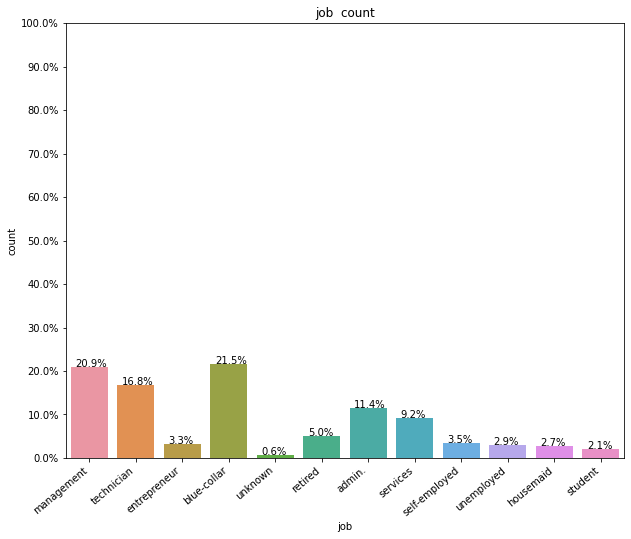 job  count
100.0%
90.0%
80.0%
70.0%
60.0%
50.0%
40.0%
30.0%
20.0%
10.0%
0.0%
count
20.9%
16.8%
3.3%
21.5%
0.6%
5.0%
11.4%
9.2%
3.5%
2.9%
2.7%
2.1%
management
technician
entrepreneur
blue-collar
unknown
retired
admin.
services
self-employed
unemployed
housemaid
student
job